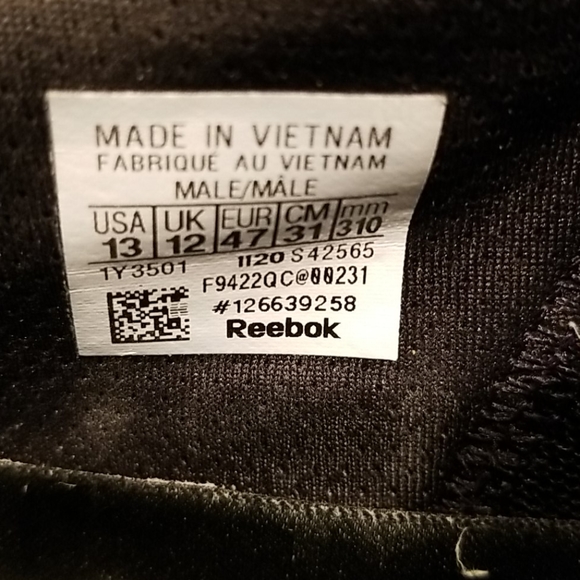 MADE IN VIETNAM
FABRIQUÉ AU VIETNAM
MALE/MÂLE
USA UK EUR CM mm
13 12 47 31 310
1Y3501 1120 S42565
F9422QC@00231
#126639258
Reebok